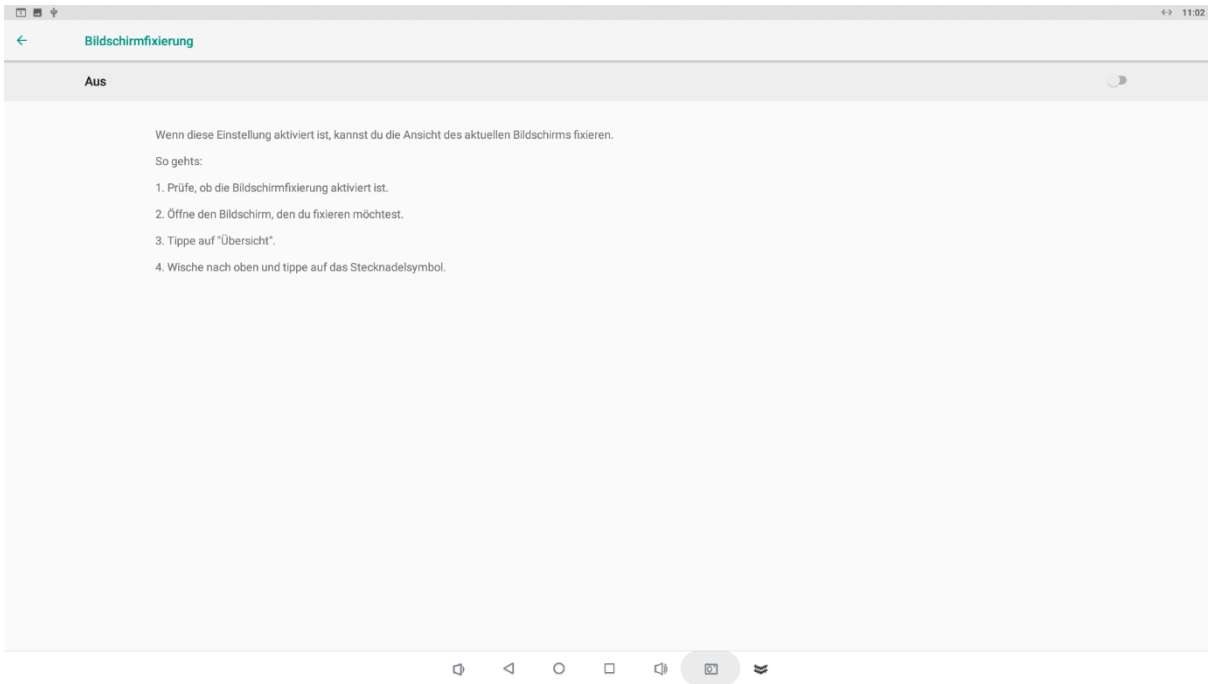 11:02
Bildschirmfixierung
Aus
Wenn diese Einstellung aktiviert ist, kannst du die Ansicht des aktuellen Bildschirms fixieren.
So gehts:
1. Prüfe, ob die Bildschirmfixierung aktiviert ist.
2. Öffne den Bildschirm, den du fixieren möchtest.
3. Tippe auf "Übersicht".
4. Wische nach oben und tippe auf das Stecknadelsymbol.